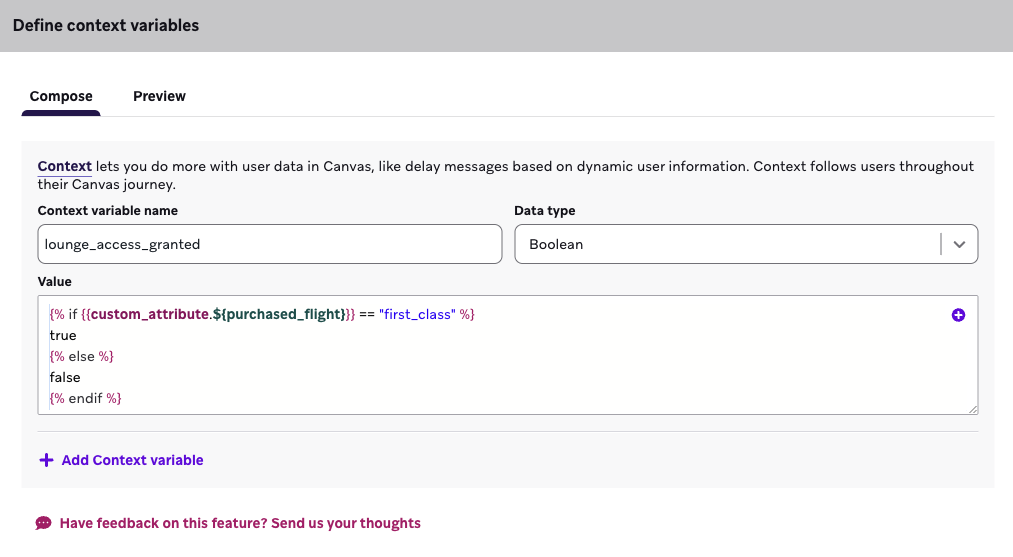 Define context variables
Compose
Preview
Context lets you do more with user data in Canvas, like delay messages based on dynamic user information. Context follows users throughout
their Canvas journey.
Context variable name
Data type
lounge_access_granted
Boolean
Value
{% if {{custom_attribute.${purchased_flight}}} == "first_class" %}
true
{% else %}
false
{% endif %}
Add Context variable
Have feedback on this feature? Send us your thoughts